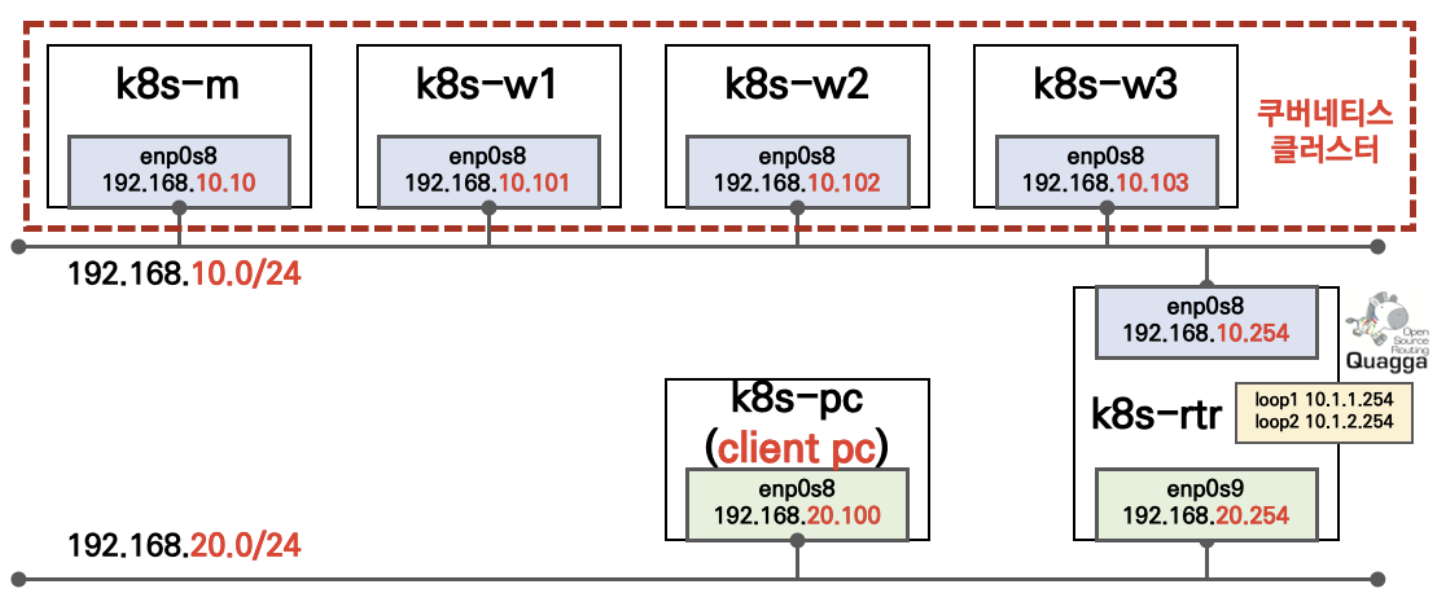 k8s-m
enp0s8
192.168.10.10
k8s-w1
enp0s8
192.168.10.101
k8s-w2
enp0s8
192.168.10.102
k8s-w3
enp0s8
192.168.10.103
쿠버네티스
클러스터
192.168.10.0/24
enp0s8
192.168.10.254
Open
Source
Routing
Quagga
k8s-rtr
loop1 10.1.1.254
loop2 10.1.2.254
k8s-pc
(client pc)
enp0s8
192.168.20.100
enp0s9
192.168.20.254
192.168.20.0/24